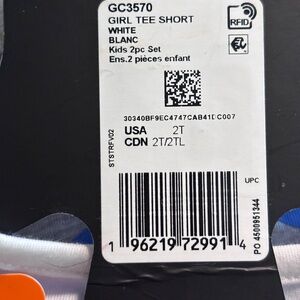 GC3570
GIRL TEE SHORT
WHITE
BLANC
Kids 2pc Set
Ens.2 pièces enfant
RFID
30340BF9EC4747CAB41DC007
STSTRFV02
USA 2T
CDN 2T/2TL
UPC
1 96219 72991 4
PO 4500951344